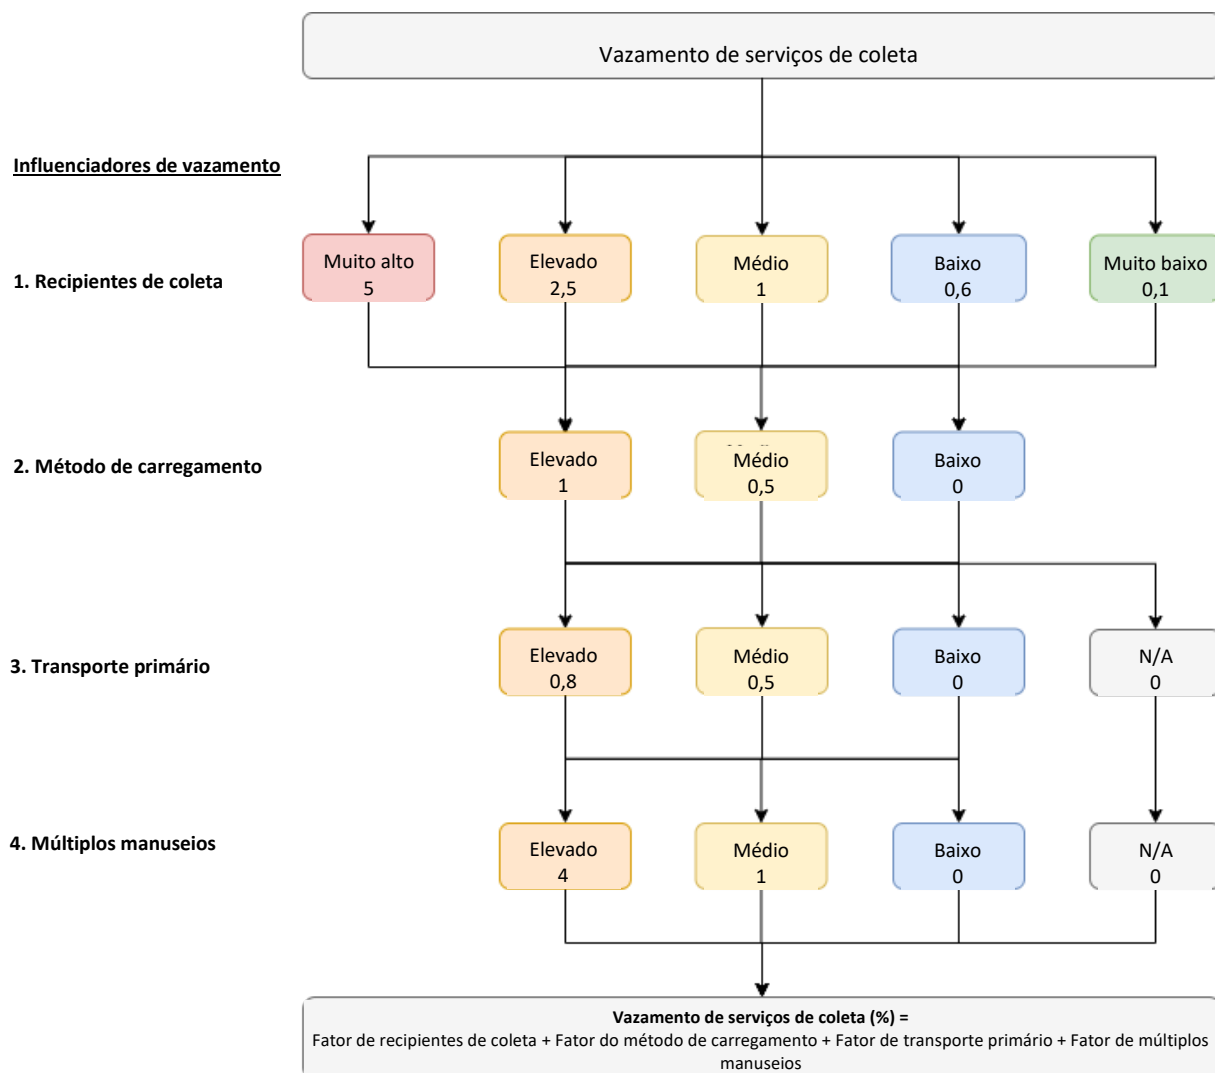 Vazamento de serviços de coleta
Influenciadores de vazamento
1. Recipientes de coleta
Muito alto
5
Elevado
2,5
Médio
1
Baixo
0,6
Muito baixo
0,1
2. Método de carregamento
Elevado
1
Médio
0,5
Baixo
0
3. Transporte primário
Elevado
0,8
Médio
0,5
Baixo
0
N/A
0
4. Múltiplos manuseios
Elevado
4
Médio
1
Baixo
0
N/A
0
Vazamento de serviços de coleta (%) =
Fator de recipientes de coleta + Fator do método de carregamento + Fator de transporte primário + Fator de múltiplos
manuseios